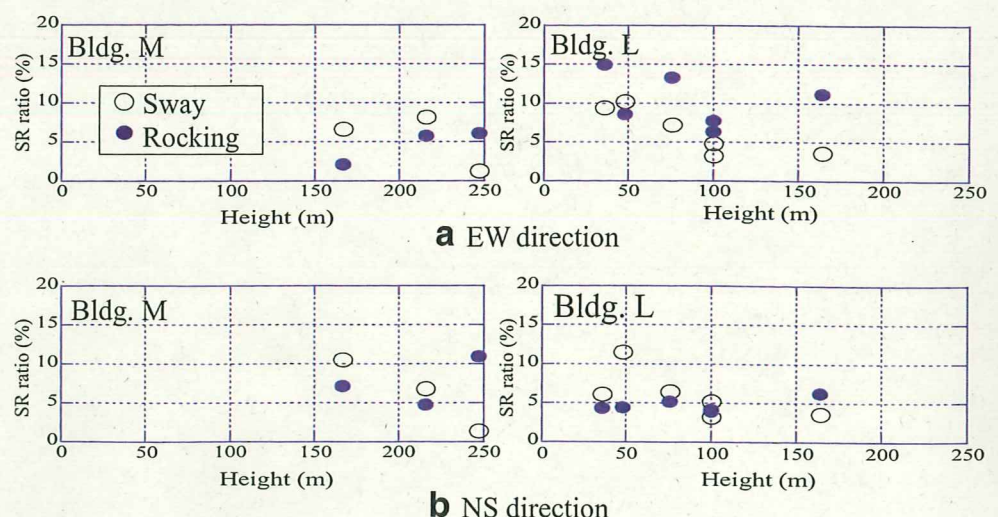 20
15
10
5
0
SR ratio (%)
Bldg. M
Sway
Rocking
0 50 100 150 200 250
Height (m)
20
15
10
5
0
SR ratio (%)
Bldg. L
0 50 100 150 200 250
Height (m)
a EW direction
20
15
10
5
0
SR ratio (%)
Bldg. M
0 50 100 150 200 250
Height (m)
20
15
10
5
0
SR ratio (%)
Bldg. L
0 50 100 150 200 250
Height (m)
b NS direction